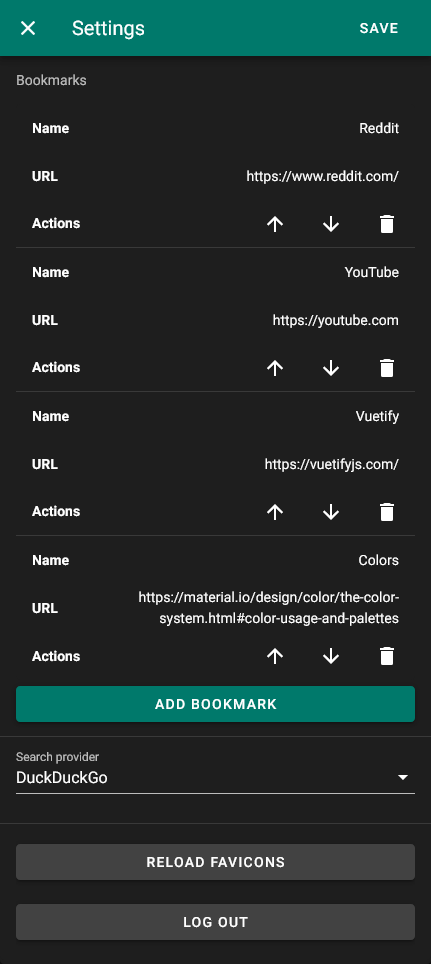 Settings
SAVE
Bookmarks
Name Reddit
URL https://www.reddit.com/
Actions
Name YouTube
URL https://youtube.com
Actions
Name Vuetify
URL https://vuetifyjs.com/
Actions
Name Colors
URL https://material.io/design/color/the-color-
system.html#color-usage-and-palettes
Actions
ADD BOOKMARK
Search provider
DuckDuckGo
RELOAD FAVICONS
LOG OUT